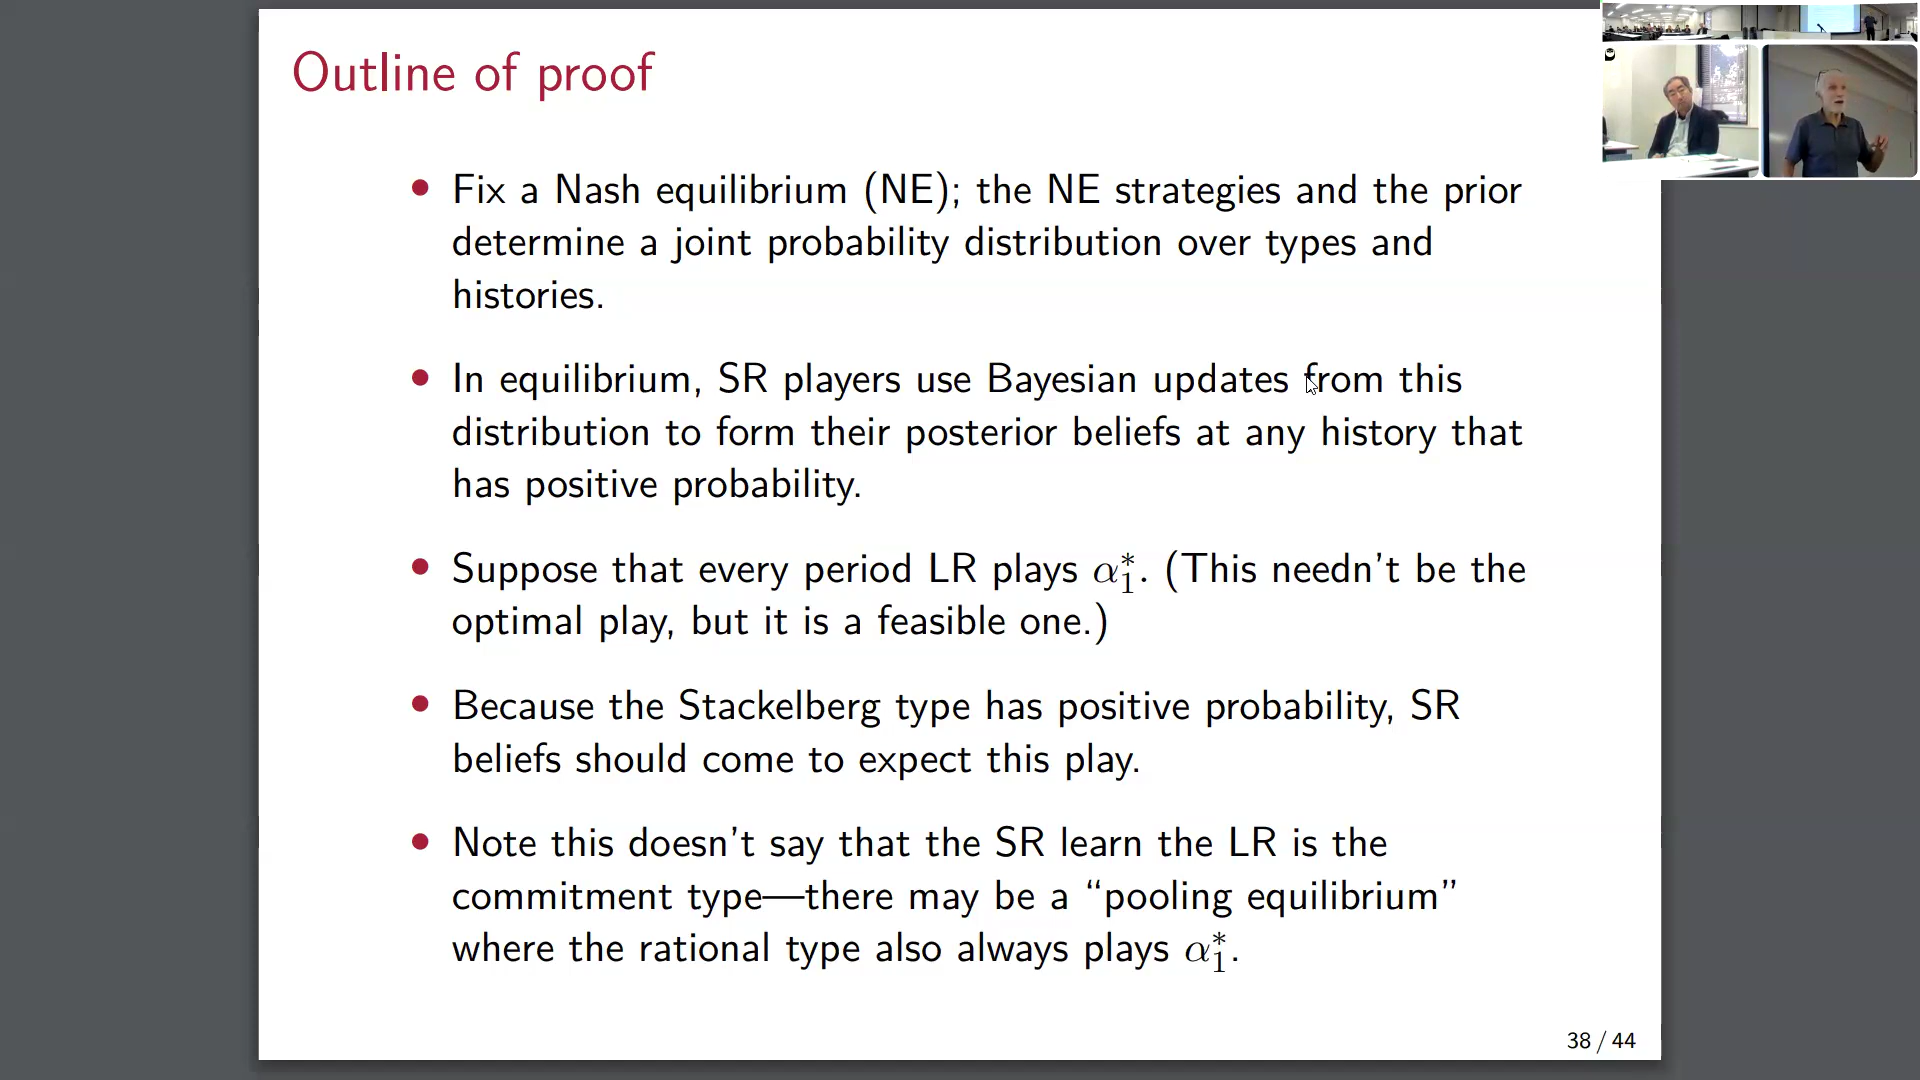 Outline of proof
• Fix a Nash equilibrium (NE); the NE strategies and the prior
determine a joint probability distribution over types and
histories.
• In equilibrium, SR players use Bayesian updates from this
distribution to form their posterior beliefs at any history that
has positive probability.
• Suppose that every period LR plays α₁*. (This needn't be the
optimal play, but it is a feasible one.)
• Because the Stackelberg type has positive probability, SR
beliefs should come to expect this play.
• Note this doesn't say that the SR learn the LR is the
commitment type—there may be a “pooling equilibrium”
where the rational type also always plays α₁*.
38 / 44